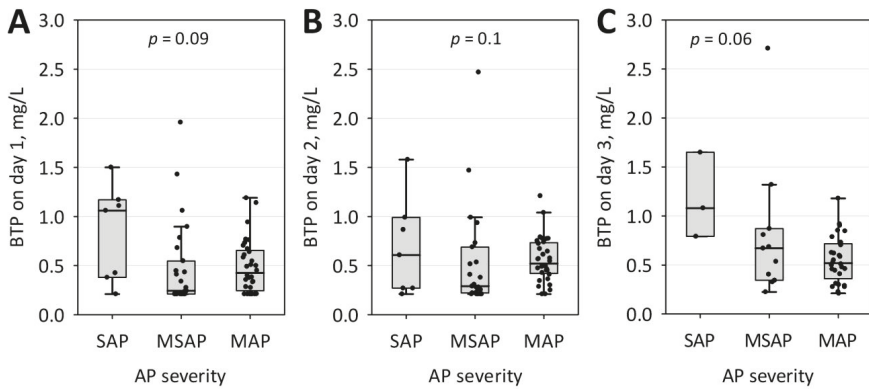 A
p = 0.09
BTP on day 1, mg/L
3.0
2.5
2.0
1.5
1.0
0.5
0.0
SAP MSAP MAP
AP severity
B
p = 0.1
BTP on day 2, mg/L
3.0
2.5
2.0
1.5
1.0
0.5
0.0
SAP MSAP MAP
AP severity
C
p = 0.06
BTP on day 3, mg/L
3.0
2.5
2.0
1.5
1.0
0.5
0.0
SAP MSAP MAP
AP severity